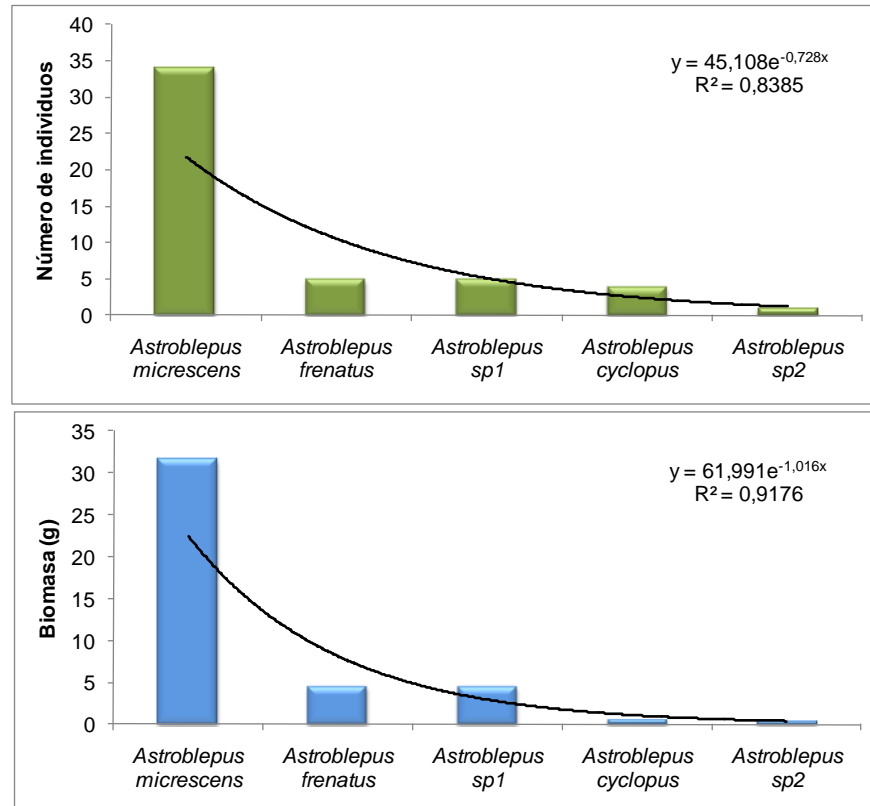 40
35
30
25
20
15
10
5
0
Número de individuos
y = 45,108e-0,728x
R² = 0,8385
Astroblepus micrescens
Astroblepus frenatus
Astroblepus sp1
Astroblepus cyclopus
Astroblepus sp2
35
30
25
20
15
10
5
0
Biomasa (g)
y = 61,991e-1,016x
R² = 0,9176
Astroblepus micrescens
Astroblepus frenatus
Astroblepus sp1
Astroblepus cyclopus
Astroblepus sp2